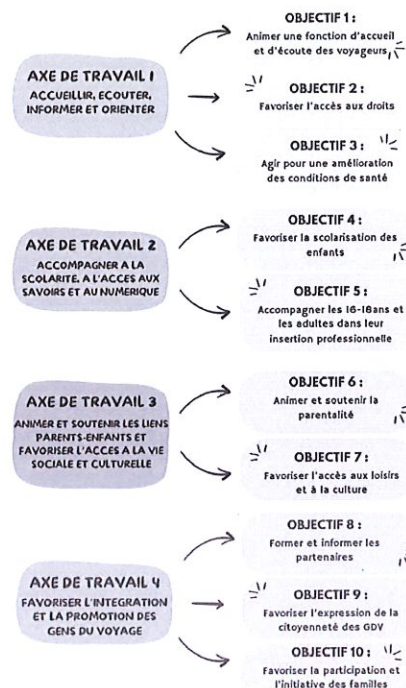 AXE DE TRAVAIL 1
ACCUEILLIR, ECOUTER,
INFORMER ET ORIENTER
OBJECTIF 1 :
Animer une fonction d'accueil
et d'écoute des voyageurs
OBJECTIF 2 :
Favoriser l'accès aux droits
OBJECTIF 3 :
Agir pour une amélioration
des conditions de santé
AXE DE TRAVAIL 2
ACCOMPAGNER A LA
SCOLARITE, A L'ACCES AUX
SAVOIRS ET AU NUMERIQUE
OBJECTIF 4 :
Favoriser la scolarisation des
enfants
OBJECTIF 5 :
Accompagner les 16-18ans et
les adultes dans leur
insertion professionnelle
AXE DE TRAVAIL 3
ANIMER ET SOUTENIR LES LIENS
PARENTS-ENFANTS ET
FAVORISER L'ACCES A LA VIE
SOCIALE ET CULTURELLE
OBJECTIF 6 :
Animer et soutenir la
parentalité
OBJECTIF 7 :
Favoriser l'accès aux loisirs
et à la culture
AXE DE TRAVAIL 4
FAVORISER L'INTEGRATION
ET LA PROMOTION DES
GENS DU VOYAGE
OBJECTIF 8 :
Former et informer les
partenaires
OBJECTIF 9 :
Favoriser l'expression de la
citoyenneté des GDV
OBJECTIF 10 :
Favoriser la participation et
l'initiative des familles